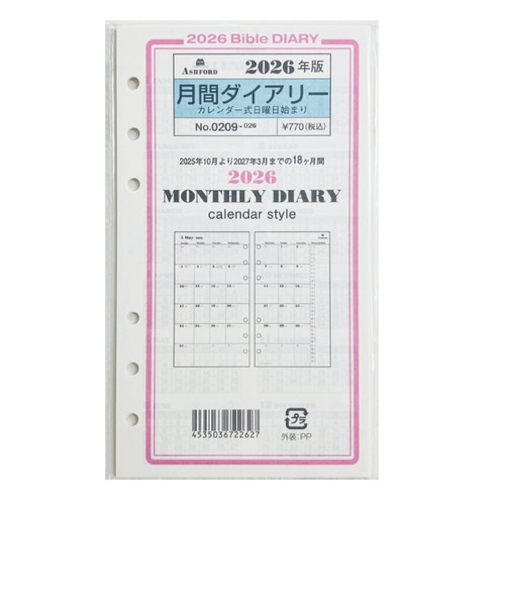 2026 Bible DIARY
ASHFORD
2026年版
月間ダイアリー
カレンダー式日曜日始まり
No.0209-026
¥770(税込)
2025年10月より2027年3月までの18ヶ月間
2026
MONTHLY DIARY
calendar style
5 May 2026
4535036722627
プラ
外装:PP